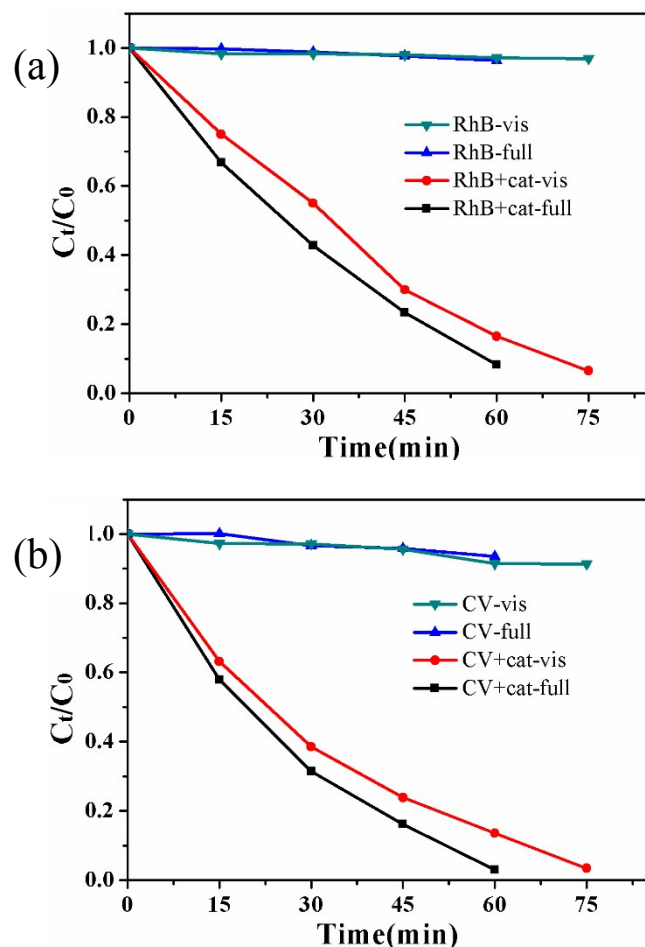 (a)
Ct/C0
1.0
0.8
0.6
0.4
0.2
0.0
RhB-vis
RhB-full
RhB+cat-vis
RhB+cat-full
0 15 30 45 60 75
Time(min)
(b)
Ct/C0
1.0
0.8
0.6
0.4
0.2
0.0
CV-vis
CV-full
CV+cat-vis
CV+cat-full
0 15 30 45 60 75
Time(min)